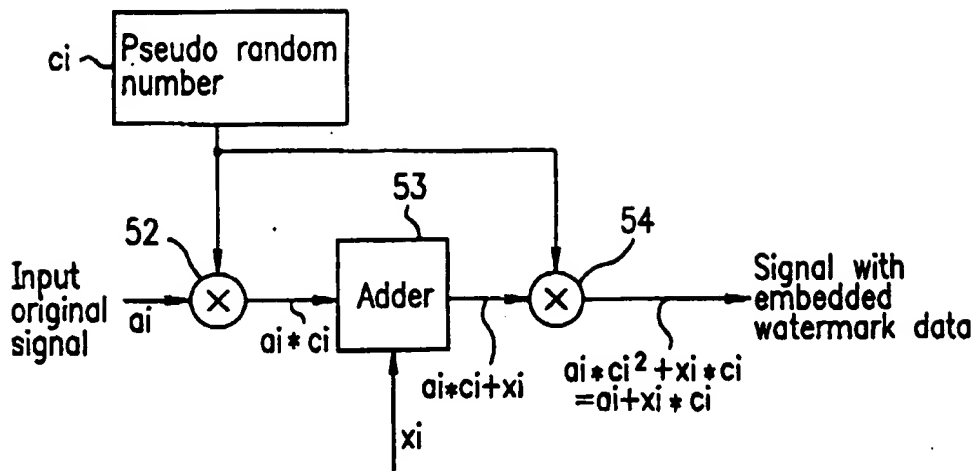 ci
Pseudo random
number
53
52
54
Input
original
signal
ai
ai * ci
Adder
ai*ci+xi
xi
Signal with
embedded
watermark data
ai * ci² + xi * ci
=ai+xi * ci